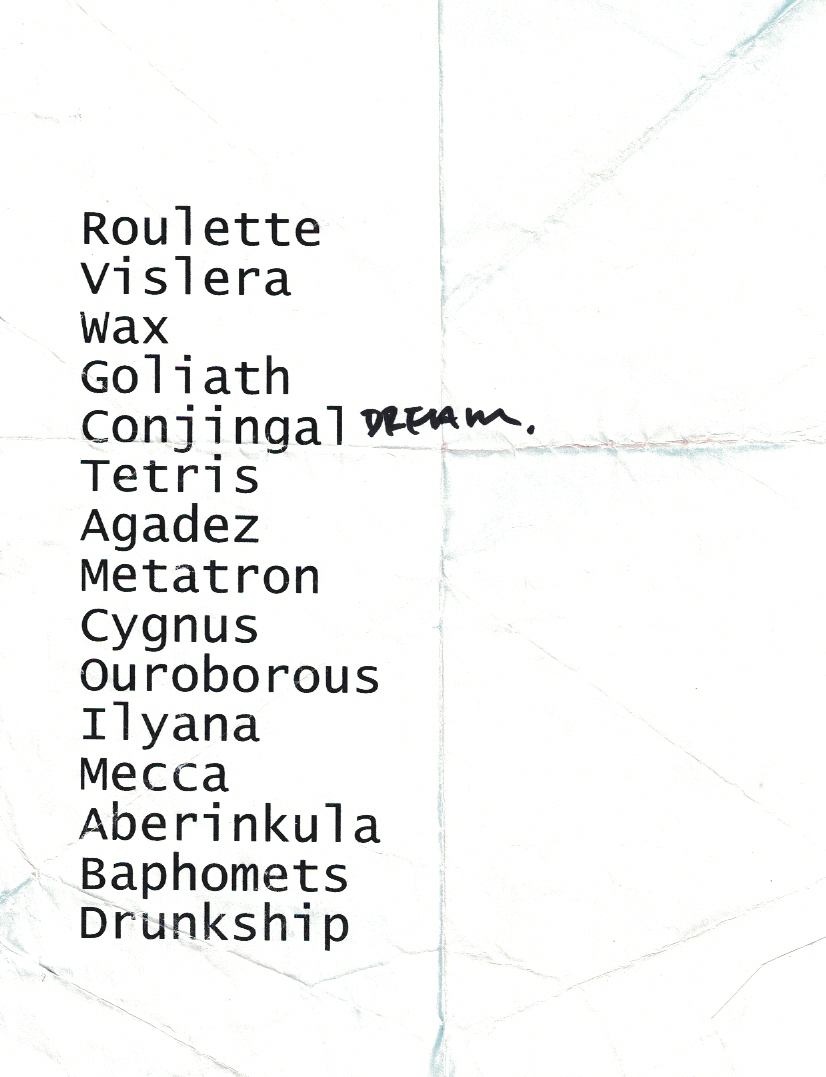 Roulette
Vislera
Wax
Goliath
Conjingal DREAM.
Tetris
Agadez
Metatron
Cygnus
Ouroborous
Ilyana
Mecca
Aberinkula
Baphomets
Drunkship